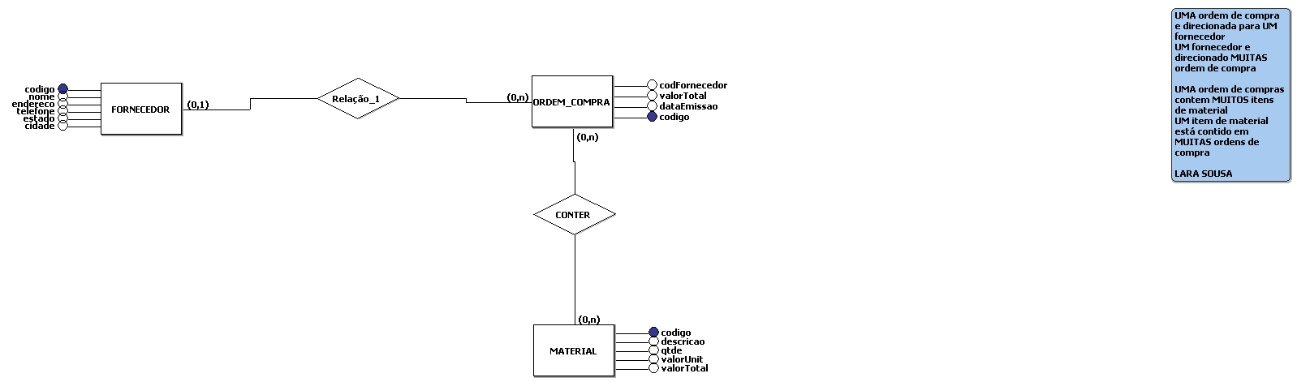 codigo
nome
endereco
telefone
estado
cidade
FORNECEDOR
(0,1)
Relação_1
(0,n)
ORDEM_COMPRA
codFornecedor
valorTotal
dataEmissao
codigo
(0,n)
CONTER
(0,n)
MATERIAL
codigo
descricao
qtde
valorUnit
valorTotal
UMA ordem de compra
e direcionada para UM
fornecedor
UM fornecedor e
direcionado MUITAS
ordem de compra
UMA ordem de compras
contem MUITOS itens
de material
UM item de material
está contido em
MUITAS ordens de
compra
LARA SOUSA